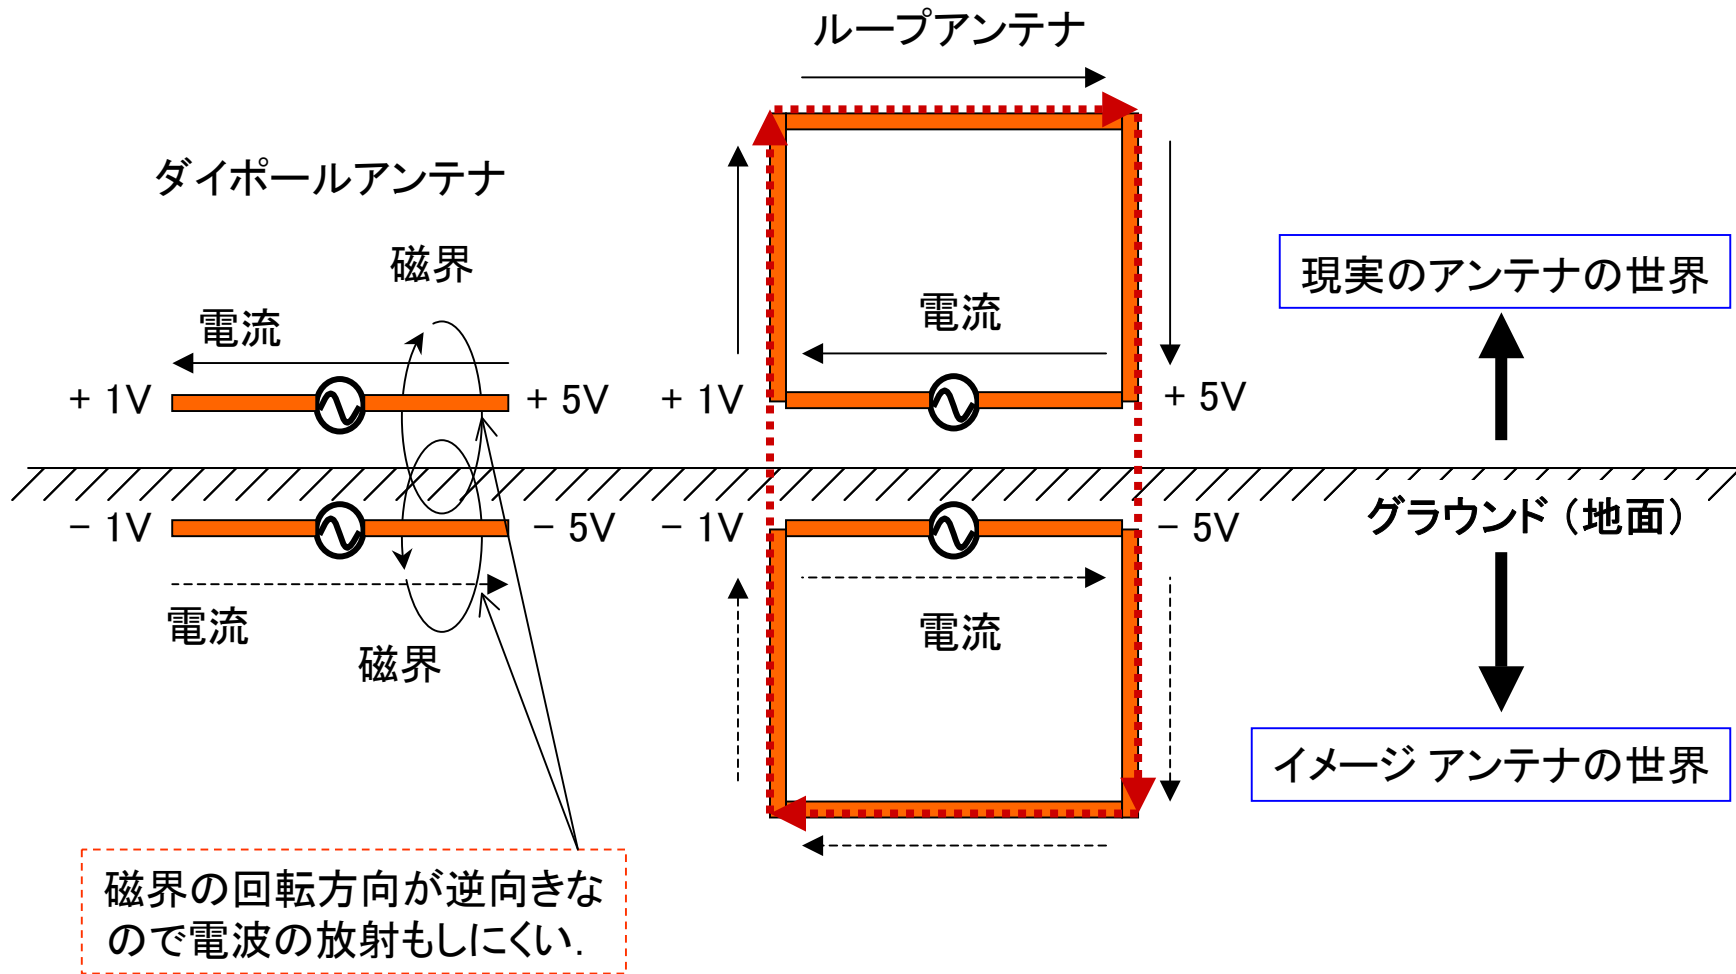 ループアンテナ
ダイポールアンテナ
磁界
電流
+ 1V
+ 5V
電流
+ 1V
+ 5V
現実のアンテナの世界
グラウンド（地面）
− 1V
− 5V
電流
磁界
− 1V
− 5V
電流
イメージ アンテナの世界
磁界の回転方向が逆向きな
ので電波の放射もしにくい.